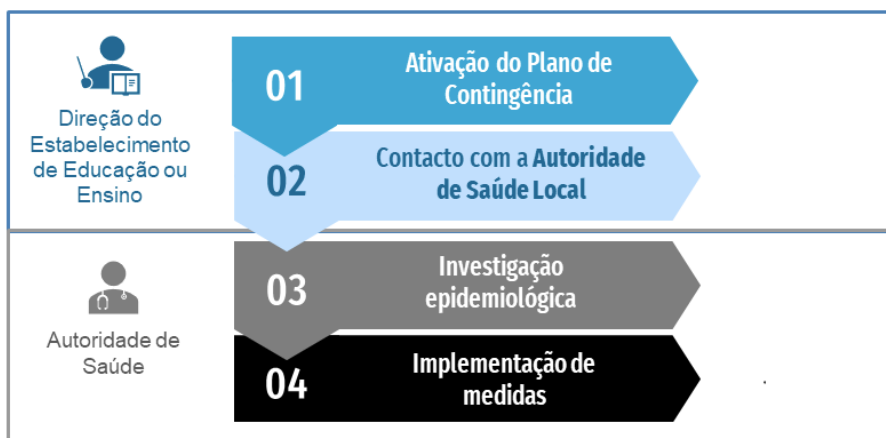 Direção do
Estabelecimento
de Educação ou
Ensino
01
Ativação do Plano de
Contingência
02
Contacto com a Autoridade
de Saúde Local
Autoridade de
Saúde
03
Investigação
epidemiológica
04
Implementação de
medidas
.